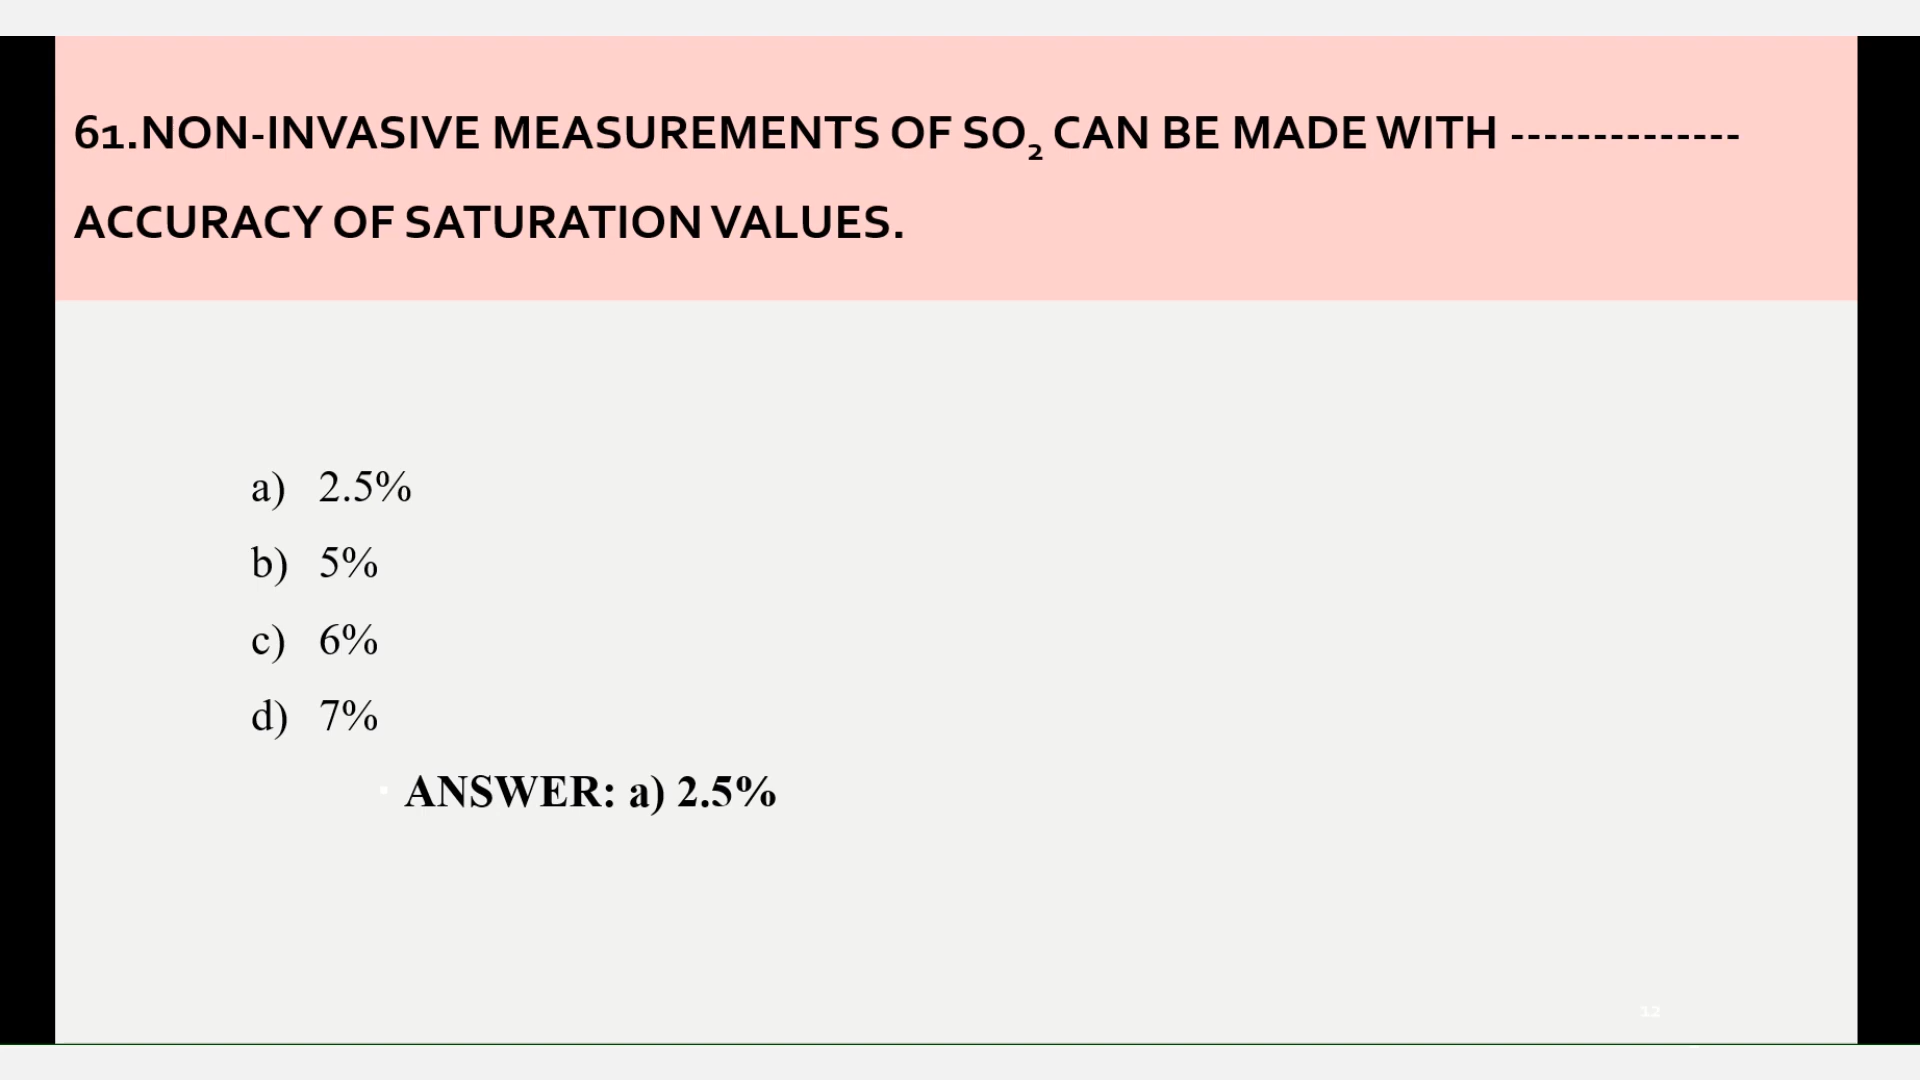 61.NON-INVASIVE MEASUREMENTS OF SO₂ CAN BE MADE WITH --------------
ACCURACY OF SATURATION VALUES.
a) 2.5%
b) 5%
c) 6%
d) 7%
• ANSWER: a) 2.5%
12